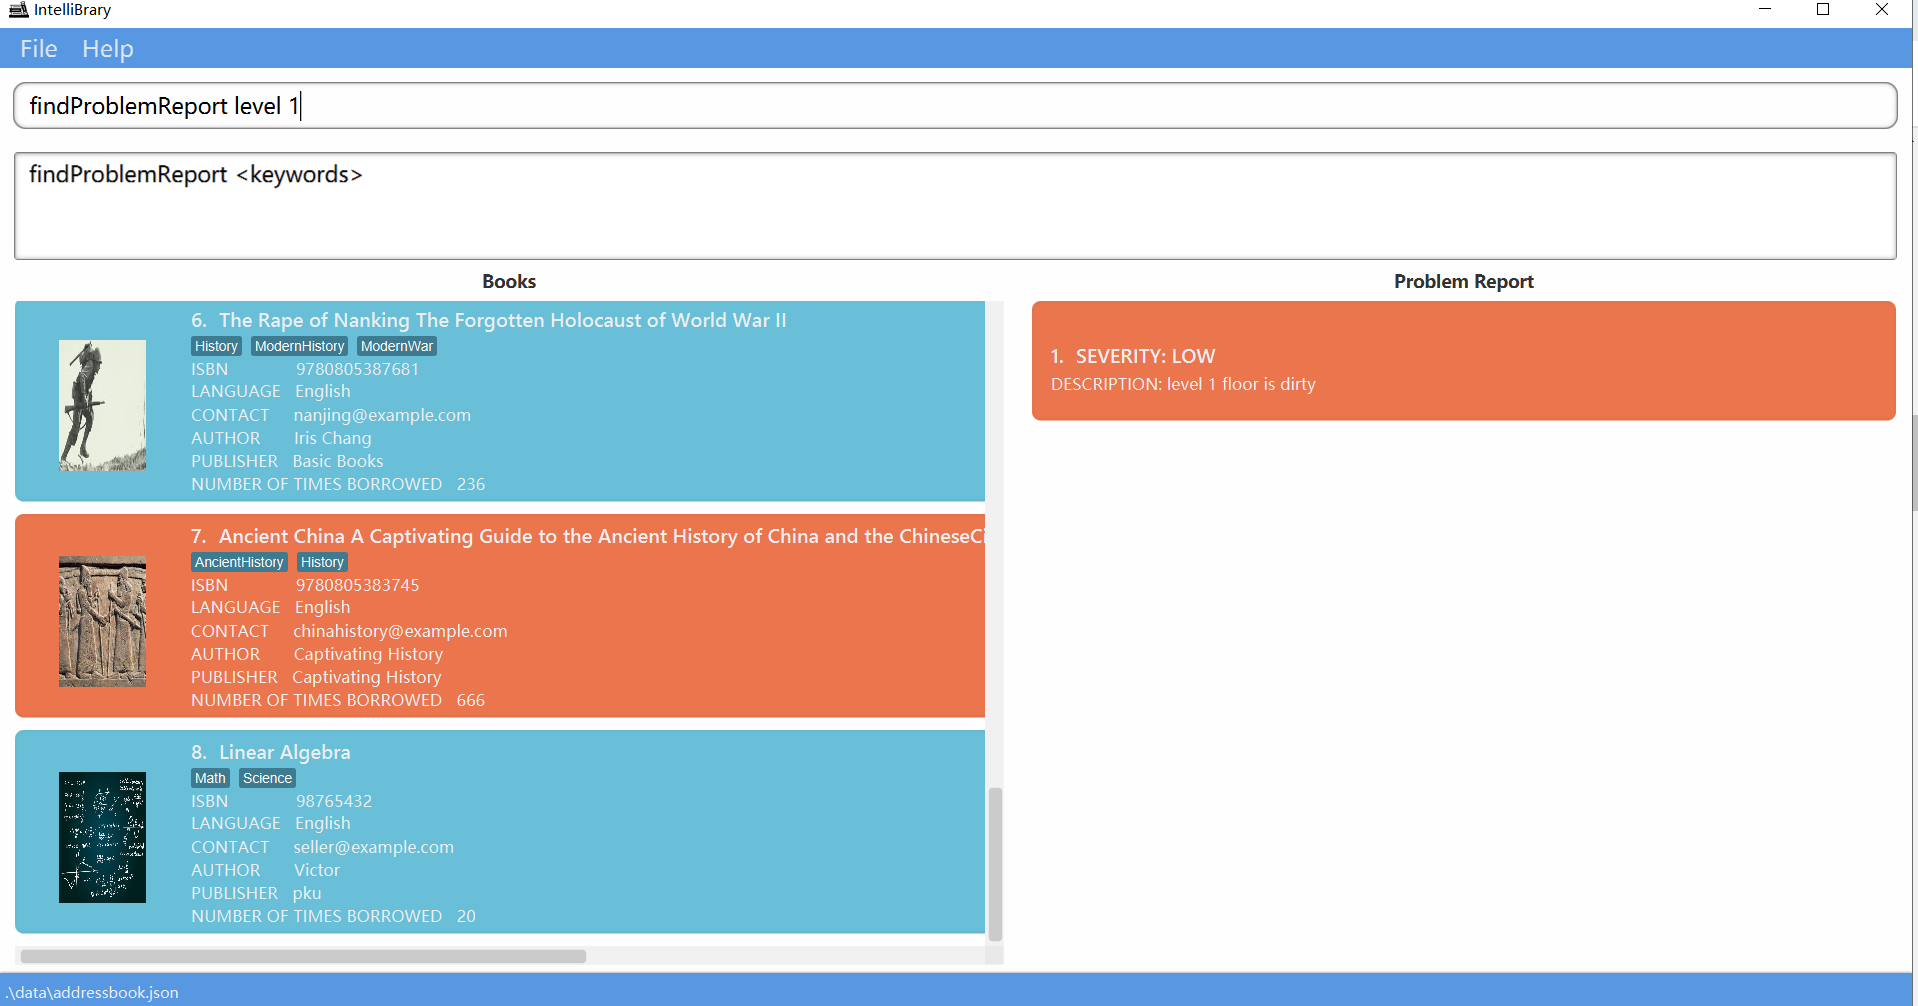 IntelliBrary
File Help
findProblemReport level 1
findProblemReport <keywords>
Books
6. The Rape of Nanking The Forgotten Holocaust of World War II
History ModernHistory ModernWar
ISBN 9780805387681
LANGUAGE English
CONTACT nanjing@example.com
AUTHOR Iris Chang
PUBLISHER Basic Books
NUMBER OF TIMES BORROWED 236
7. Ancient China A Captivating Guide to the Ancient History of China and the ChineseCi
AncientHistory History
ISBN 9780805383745
LANGUAGE English
CONTACT chinahistory@example.com
AUTHOR Captivating History
PUBLISHER Captivating History
NUMBER OF TIMES BORROWED 666
8. Linear Algebra
Math Science
ISBN 98765432
LANGUAGE English
CONTACT seller@example.com
AUTHOR Victor
PUBLISHER pku
NUMBER OF TIMES BORROWED 20
Problem Report
1. SEVERITY: LOW
DESCRIPTION: level 1 floor is dirty
.\data\addressbook.json